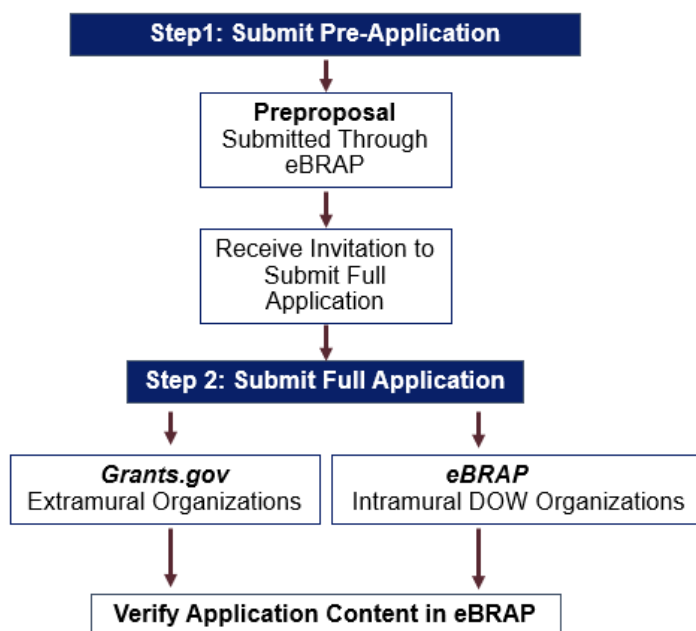 Step1: Submit Pre-Application
Preproposal
Submitted Through
eBRAP
Receive Invitation to
Submit Full
Application
Step 2: Submit Full Application
Grants.gov
Extramural Organizations
eBRAP
Intramural DOW Organizations
Verify Application Content in eBRAP